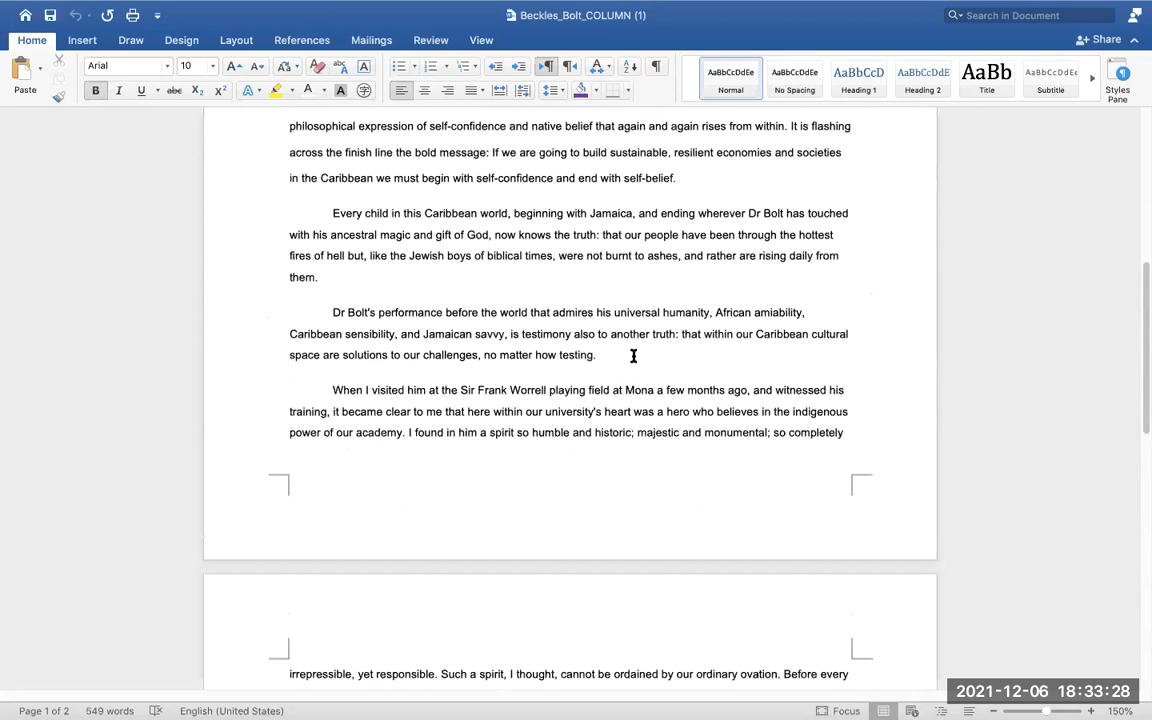 Beckles_Bolt_COLUMN (1)
Search in Document
Home Insert Draw Design Layout References Mailings Review View
Share
Paste
Arial 10
AaBbCcDdEe AaBbCcDdEe AaBbCcD AaBbCcDdE AaBb AaBbCcDdEe
Normal No Spacing Heading 1 Heading 2 Title Subtitle
Styles
Pane
philosophical expression of self-confidence and native belief that again and again rises from within. It is flashing
across the finish line the bold message: If we are going to build sustainable, resilient economies and societies
in the Caribbean we must begin with self-confidence and end with self-belief.
Every child in this Caribbean world, beginning with Jamaica, and ending wherever Dr Bolt has touched
with his ancestral magic and gift of God, now knows the truth: that our people have been through the hottest
fires of hell but, like the Jewish boys of biblical times, were not burnt to ashes, and rather are rising daily from
them.
Dr Bolt's performance before the world that admires his universal humanity, African amiability,
Caribbean sensibility, and Jamaican savvy, is testimony also to another truth: that within our Caribbean cultural
space are solutions to our challenges, no matter how testing.
When I visited him at the Sir Frank Worrell playing field at Mona a few months ago, and witnessed his
training, it became clear to me that here within our university's heart was a hero who believes in the indigenous
power of our academy. I found in him a spirit so humble and historic; majestic and monumental; so completely
irrepressible, yet responsible. Such a spirit, I thought, cannot be ordained by our ordinary ovation. Before every
2021-12-06 18:33:28
Page 1 of 2 549 words English (United States) Focus 150%